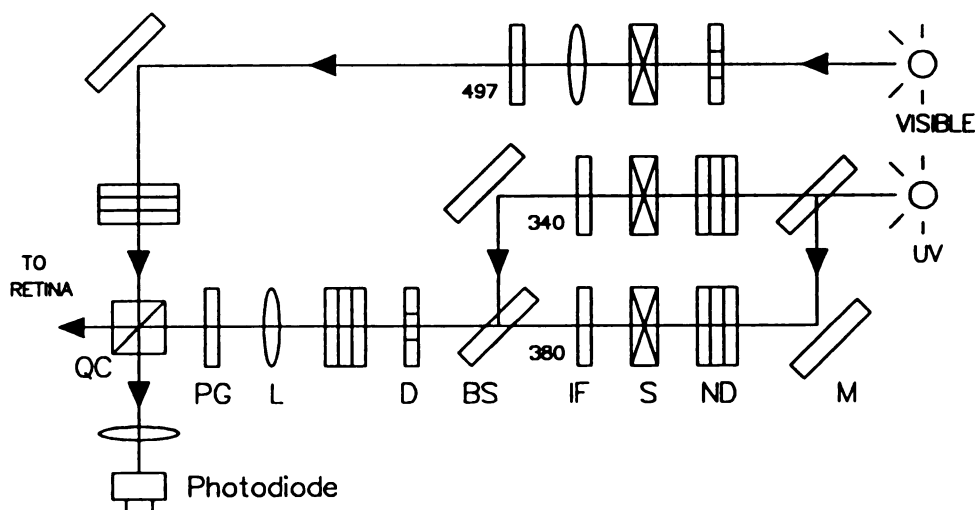 497
VISIBLE
340
UV
TO
RETINA
380
QC
PG L D BS IF S ND M
Photodiode